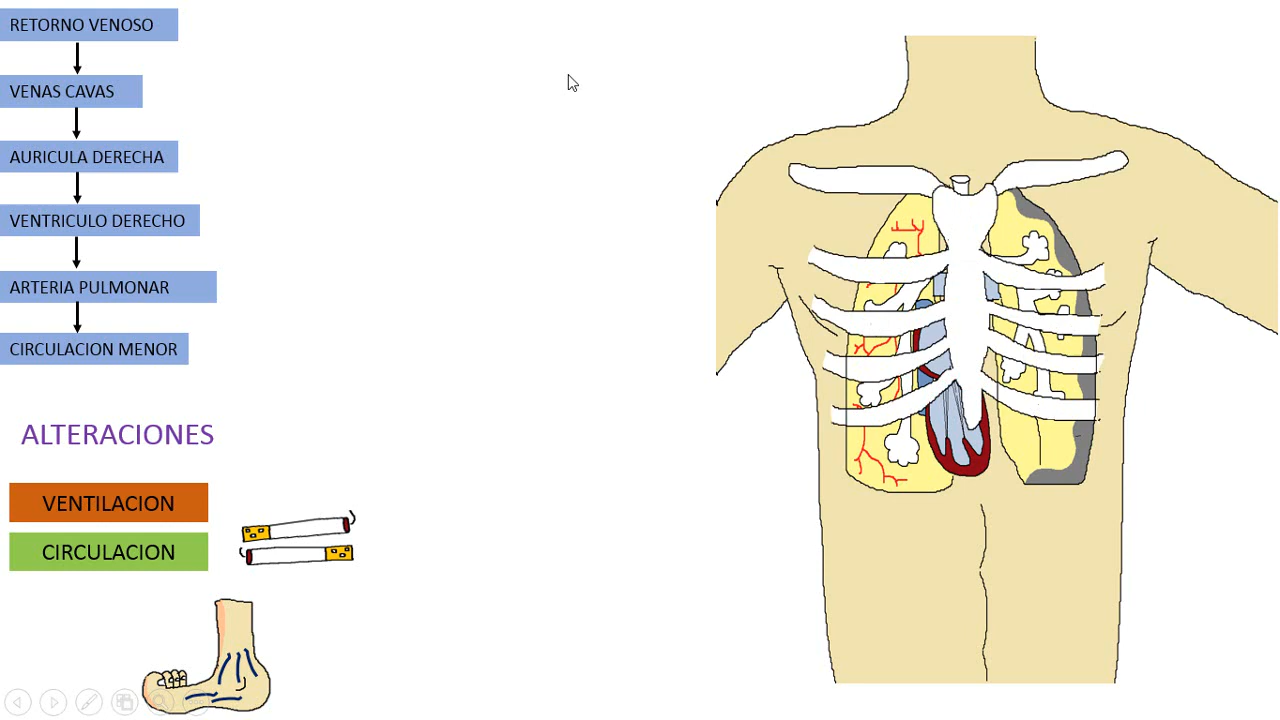 RETORNO VENOSO
VENAS CAVAS
AURICULA DERECHA
VENTRICULO DERECHO
ARTERIA PULMONAR
CIRCULACION MENOR
ALTERACIONES
VENTILACION
CIRCULACION